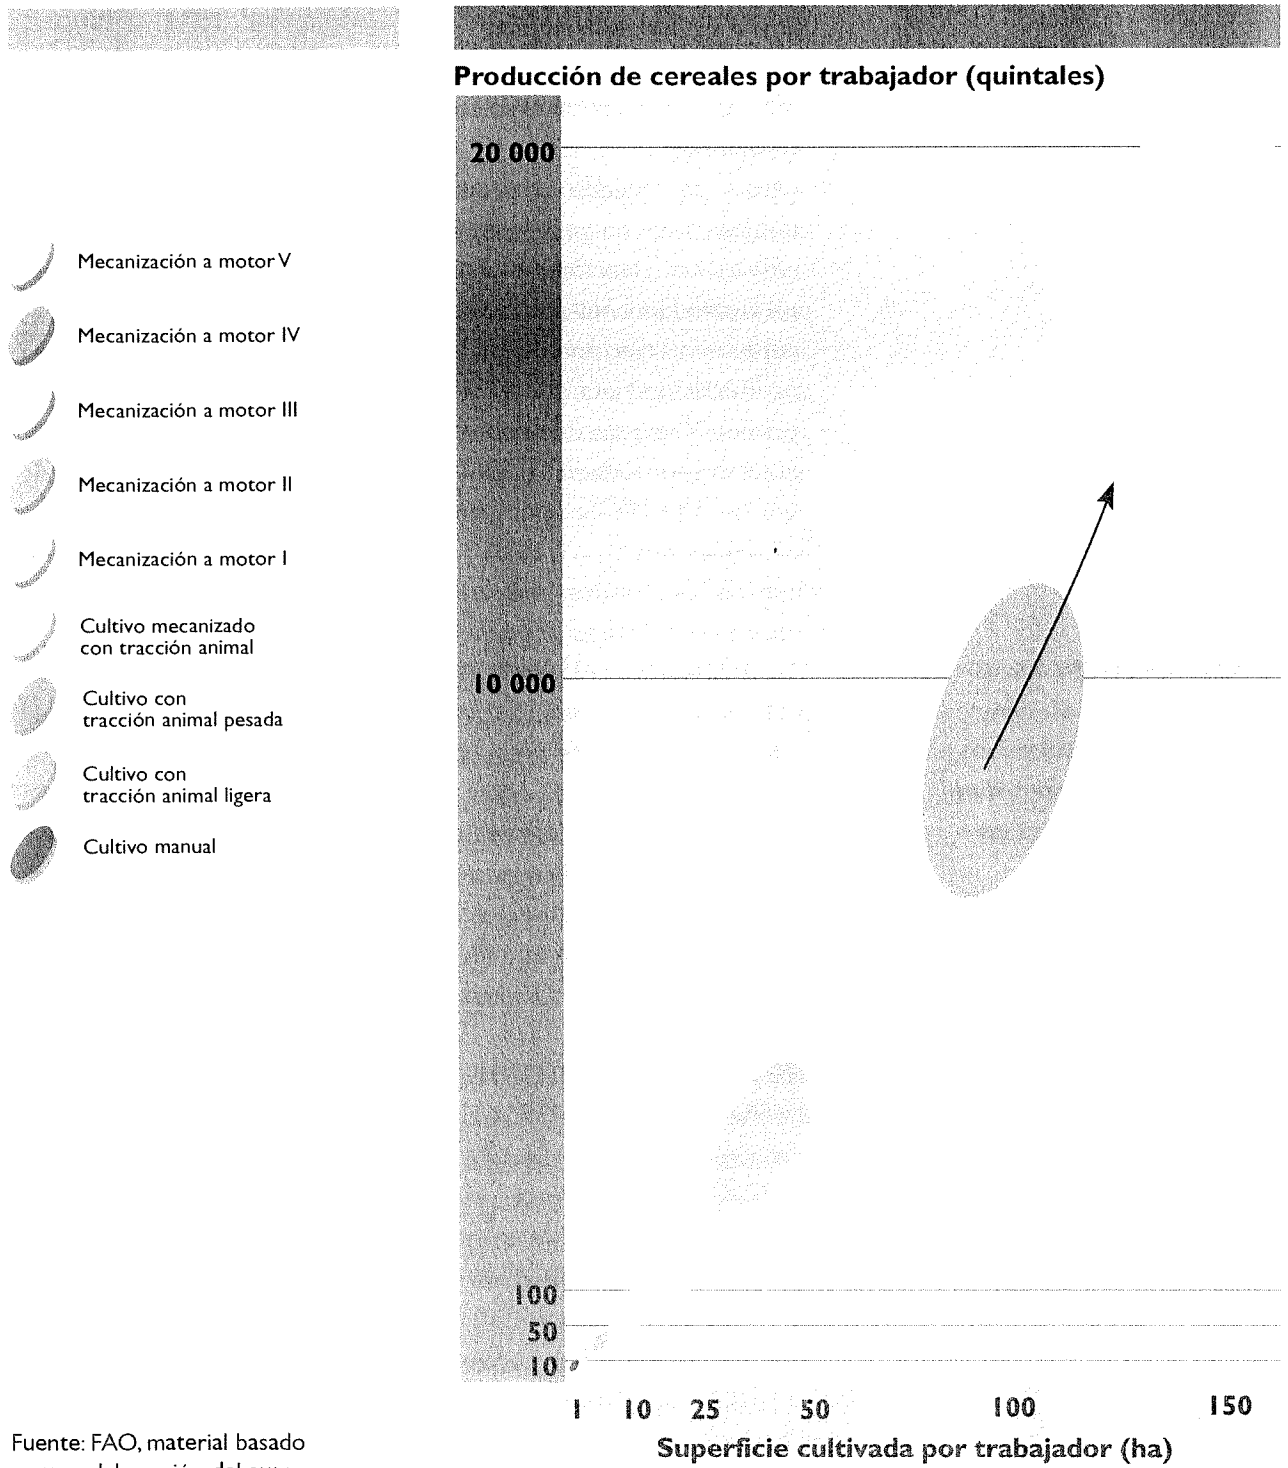 Producción de cereales por trabajador (quintales)
20 000
10 000
100
50
10
1 10 25 50 100 150
Superficie cultivada por trabajador (ha)
Mecanización a motor V
Mecanización a motor IV
Mecanización a motor III
Mecanización a motor II
Mecanización a motor I
Cultivo mecanizado
con tracción animal
Cultivo con
tracción animal pesada
Cultivo con
tracción animal ligera
Cultivo manual
Fuente: FAO, material basado